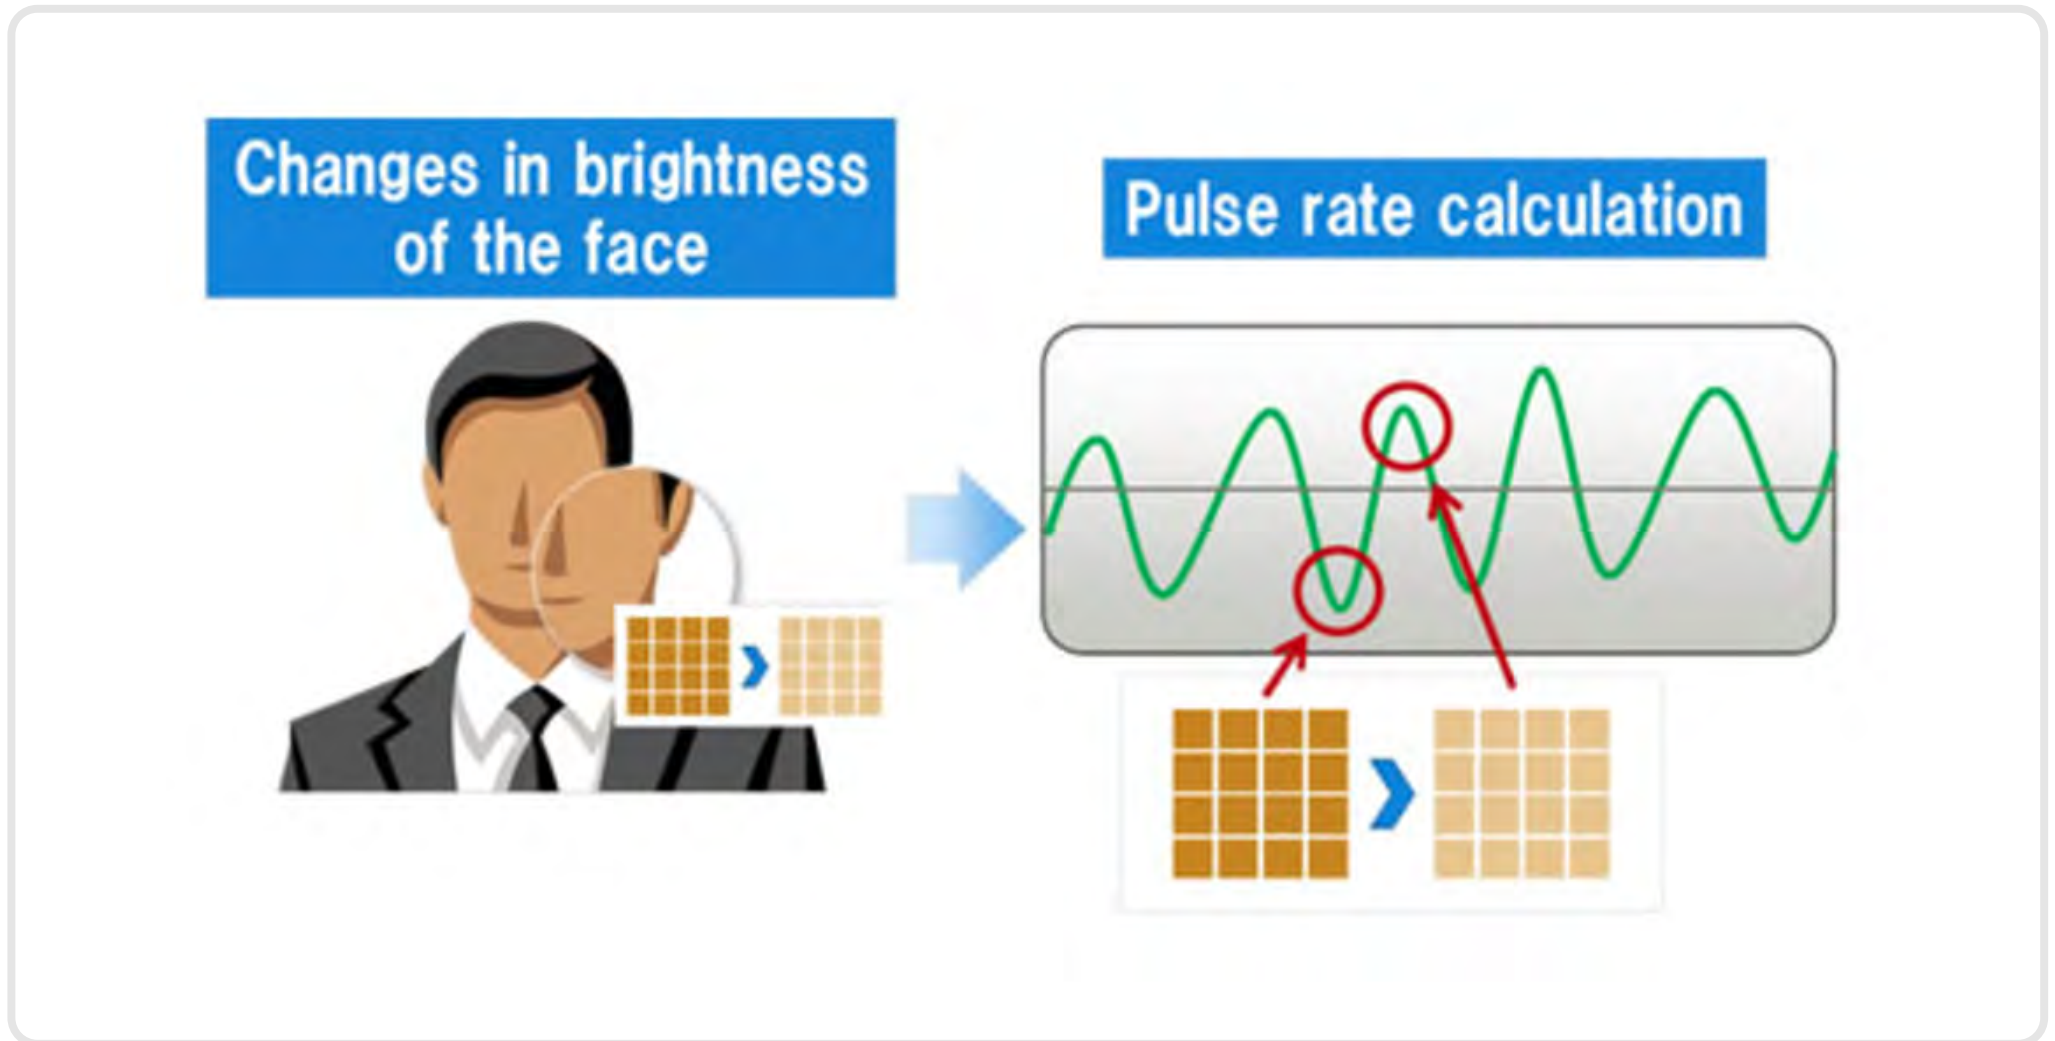 Changes in brightness
of the face
Pulse rate calculation